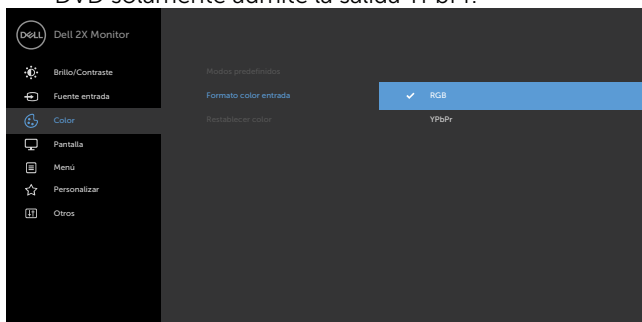 DVD solamente admite la salida YPbPr.
DELL Dell 2X Monitor
Brillo/Contraste Modos predefinidos
Fuente entrada Formato color entrada RGB
Color Restablecer color YPbPr
Pantalla
Menú
Personalizar
Otros